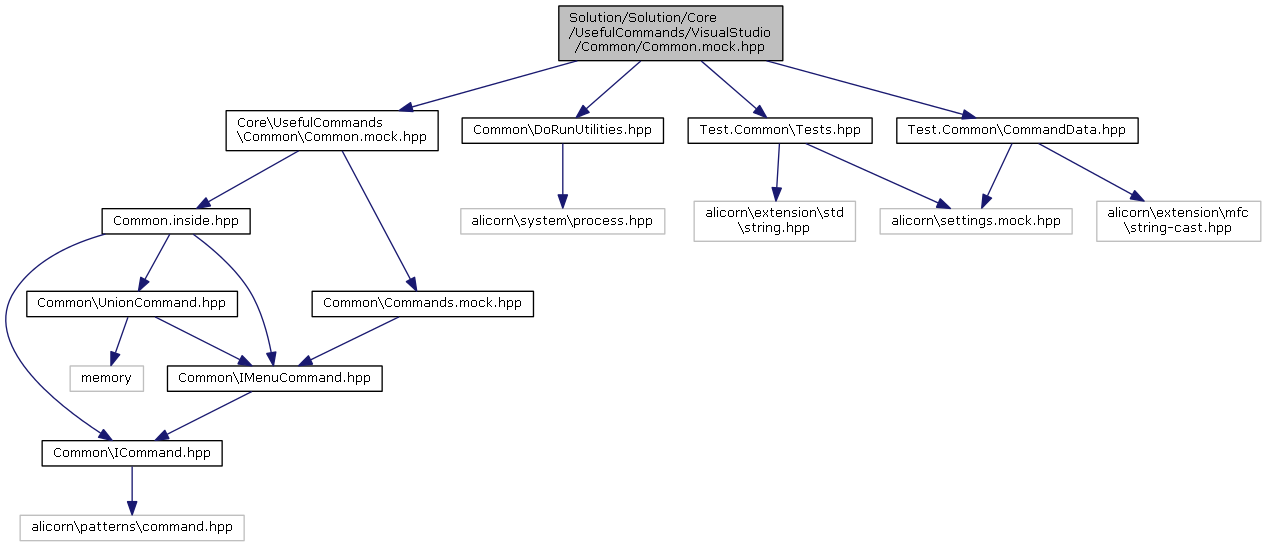 Solution/Solution/Core
/UsefulCommands/VisualStudio
/Common/Common.mock.hpp
Core\UsefulCommands
\Common\Common.mock.hpp
Common\DoRunUtilities.hpp
Test.Common\Tests.hpp
Test.Common\CommandData.hpp
Common.inside.hpp
alicorn\system\process.hpp
alicorn\extension\std
\string.hpp
alicorn\settings.mock.hpp
alicorn\extension\mfc
\string-cast.hpp
Common\UnionCommand.hpp
Common\Commands.mock.hpp
memory
Common\IMenuCommand.hpp
Common\ICommand.hpp
alicorn\patterns\command.hpp